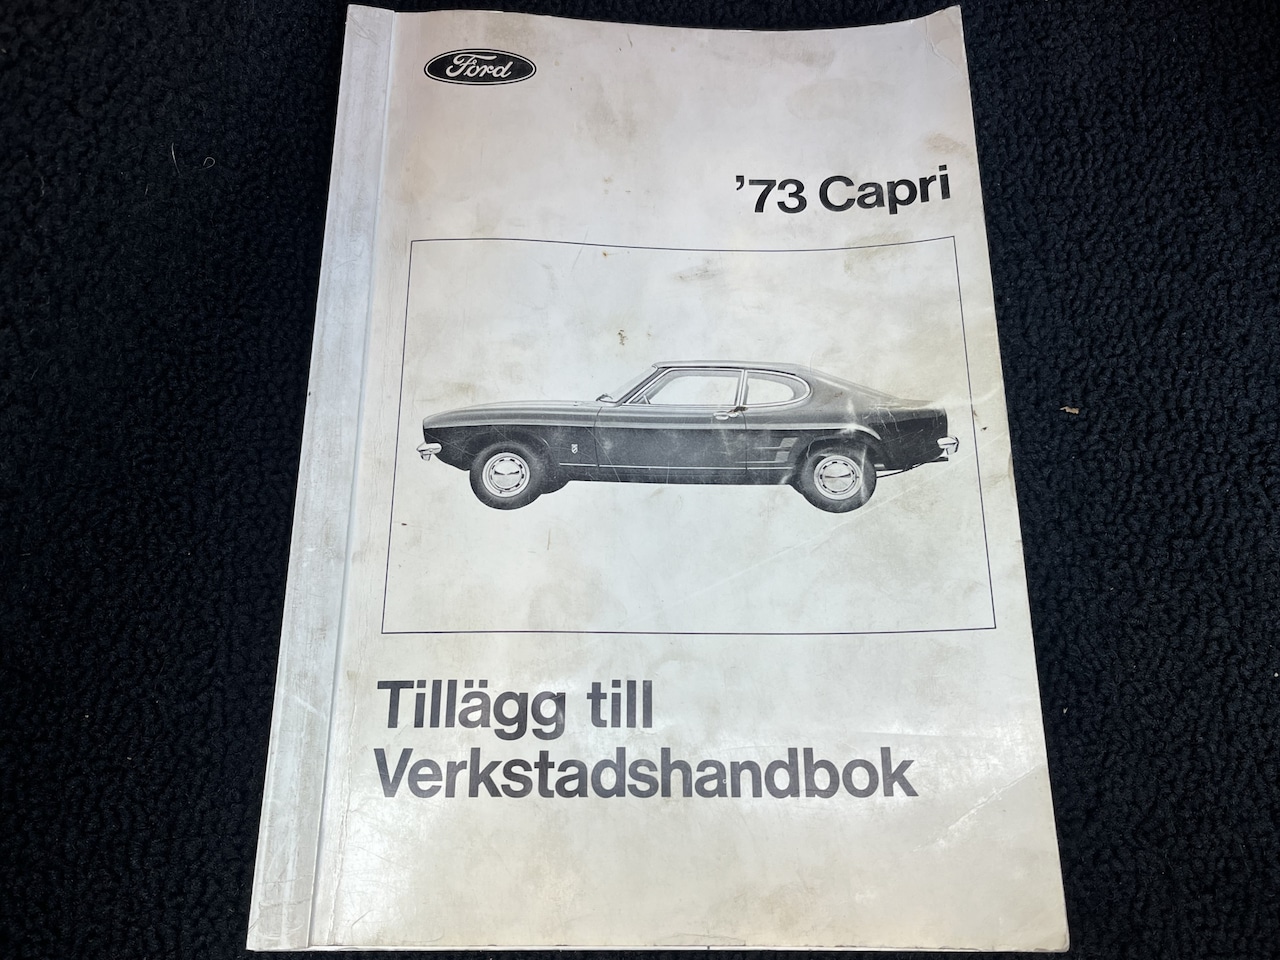 Ford
’73 Capri
Tillägg till
Verkstadshandbok